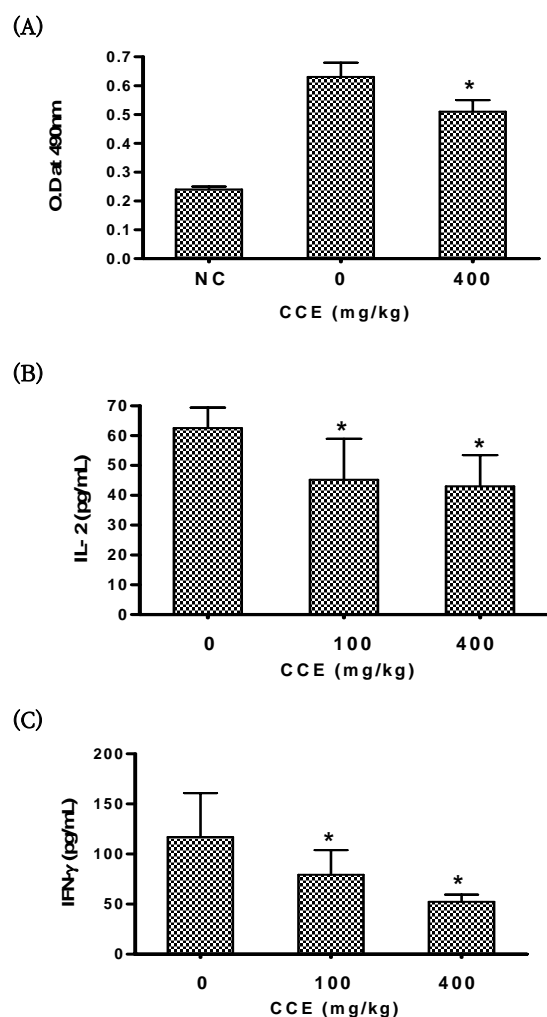 (A)
0.7
0.6
0.5
0.4
0.3
0.2
0.1
0.0
O.D at 490nm
*
NC 0 400
CCE (mg/kg)
(B)
70
60
50
40
30
20
10
0
IL- 2 (pg/mL)
* *
0 100 400
CCE (mg/kg)
(C)
200
150
100
50
0
IFN-γ (pg/mL)
* *
0 100 400
CCE (mg/kg)